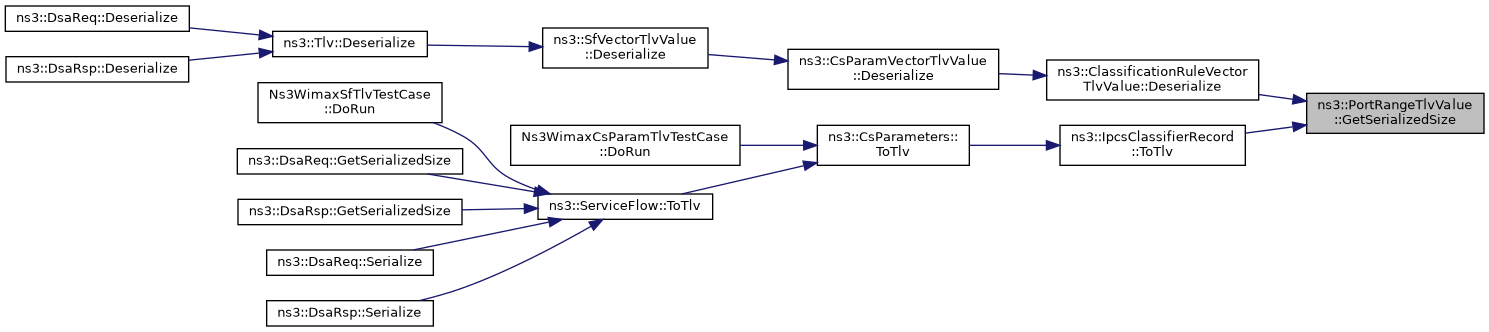 ns3::DsaReq::Deserialize
ns3::DsaRsp::Deserialize
ns3::Tlv::Deserialize
ns3::SfVectorTlvValue
::Deserialize
ns3::CsParamVectorTlvValue
::Deserialize
ns3::ClassificationRuleVector
TlvValue::Deserialize
ns3::PortRangeTlvValue
::GetSerializedSize
Ns3WimaxSfTlvTestCase
::DoRun
Ns3WimaxCsParamTlvTestCase
::DoRun
ns3::CsParameters::
ToTlv
ns3::IpcsClassifierRecord
::ToTlv
ns3::DsaReq::GetSerializedSize
ns3::DsaRsp::GetSerializedSize
ns3::ServiceFlow::ToTlv
ns3::DsaReq::Serialize
ns3::DsaRsp::Serialize